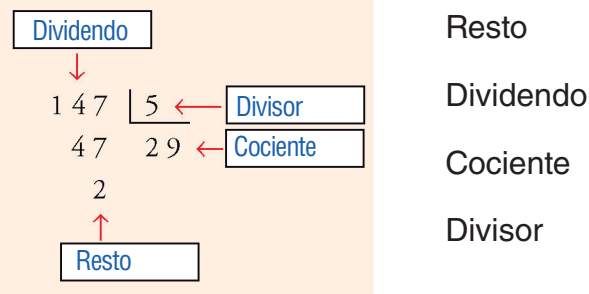 Dividendo
147 5 Divisor
47 29 Cociente
2
Resto
Resto
Dividendo
Cociente
Divisor